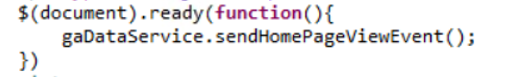 $(document).ready(function(){
    gaDataService.sendHomePageViewEvent();
})